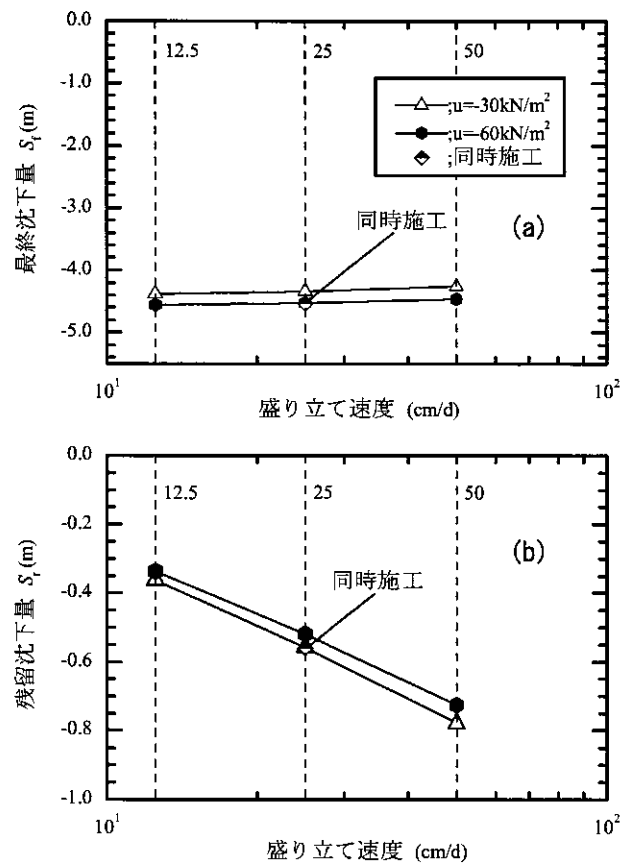 0.0
12.5
25
50
-1.0
;u=-30kN/m²
;u=-60kN/m²
;同時施工
-2.0
-3.0
同時施工
(a)
-4.0
-5.0
最終沈下量 Sf (m)
10¹
10²
盛り立て速度 (cm/d)
0.0
12.5
25
50
-0.2
(b)
同時施工
-0.4
-0.6
-0.8
-1.0
残留沈下量 Sr (m)
10¹
10²
盛り立て速度 (cm/d)